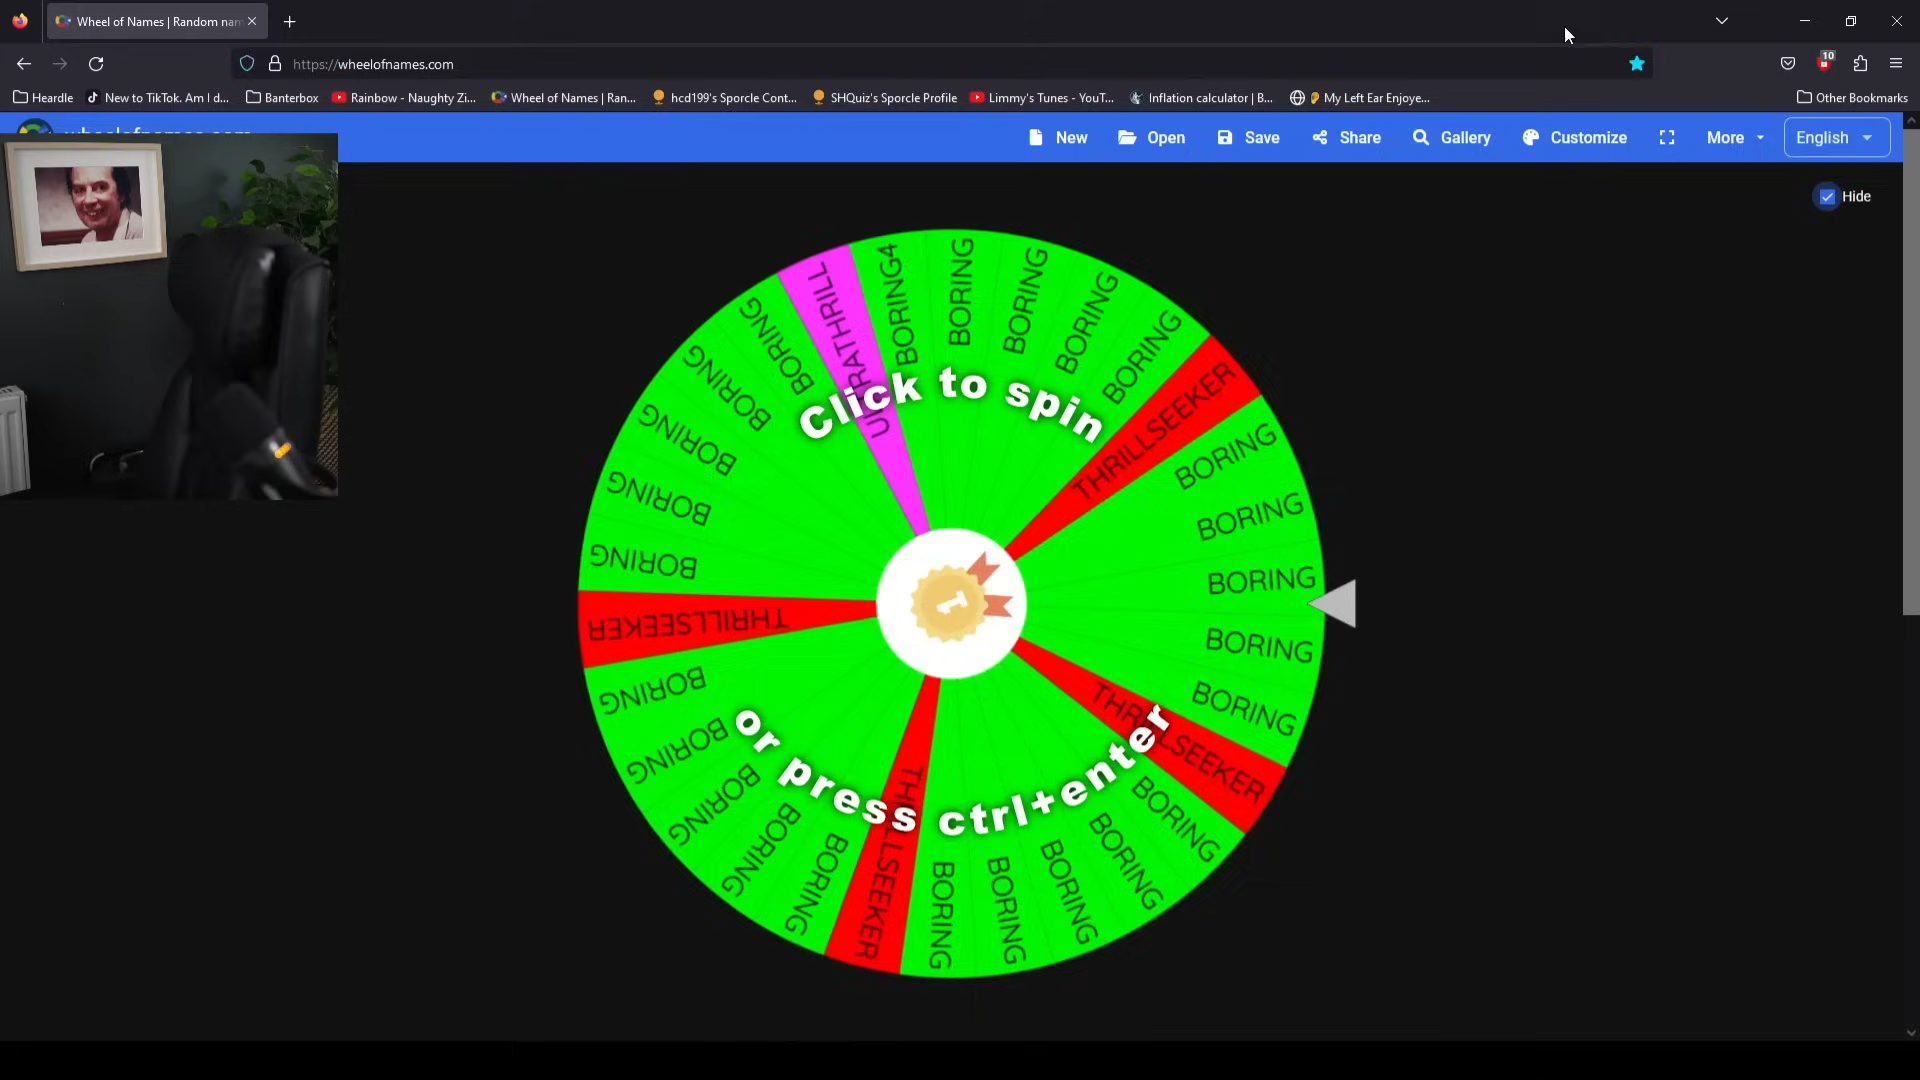 Wheel of Names | Random nam
https://wheelofnames.com
10
Heardle
New to TikTok. Am I d...
Banterbox
Rainbow - Naughty Zi...
Wheel of Names | Ran...
hcd199's Sporcle Cont...
SHQuiz's Sporcle Profile
Limmy's Tunes - YouT...
Inflation calculator | B...
My Left Ear Enjoye...
Other Bookmarks
New
Open
Save
Share
Gallery
Customize
More
English
Hide
BORING4
BORING
BORING
BORING
BORING
THRILLSEEKER
BORING
BORING
BORING
BORING
BORING
THRILLSEEKER
BORING
BORING
BORING
BORING
BORING
THRILLSEEKER
BORING
BORING
BORING
BORING
BORING
THRILLSEEKER
BORING
BORING
BORING
BORING
BORING
Click to spin
or press ctrl+enter
1